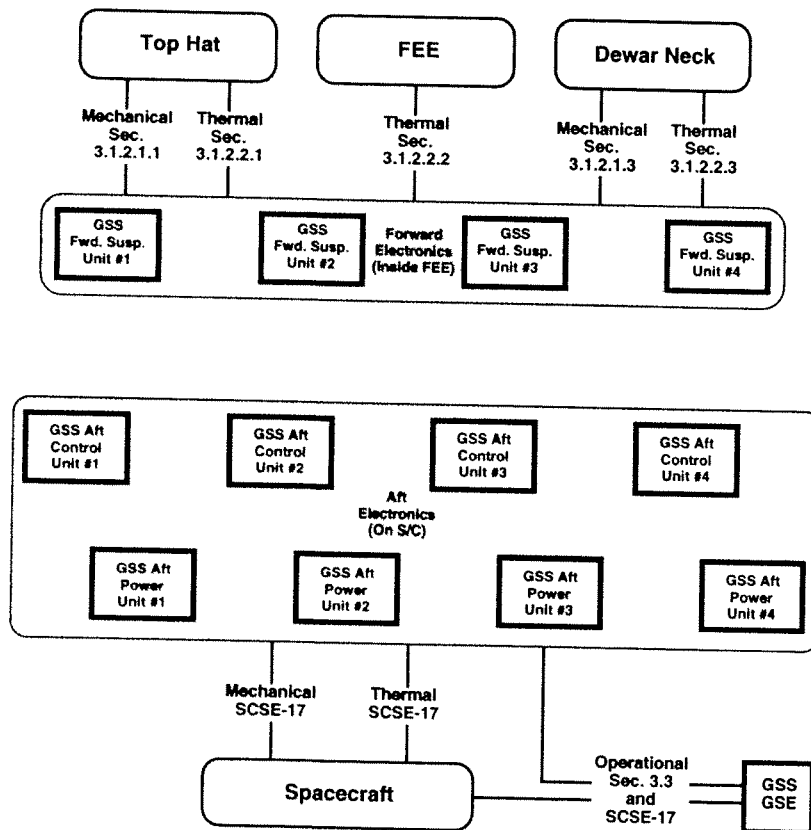 Top Hat
FEE
Dewar Neck
Mechanical
Sec.
3.1.2.1.1
Thermal
Sec.
3.1.2.2.1
Thermal
Sec.
3.1.2.2.2
Mechanical
Sec.
3.1.2.1.3
Thermal
Sec.
3.1.2.2.3
GSS
Fwd. Susp.
Unit #1
GSS
Fwd. Susp.
Unit #2
Forward
Electronics
(Inside FEE)
GSS
Fwd. Susp.
Unit #3
GSS
Fwd. Susp.
Unit #4
GSS Aft
Control
Unit #1
GSS Aft
Control
Unit #2
GSS Aft
Control
Unit #3
GSS Aft
Control
Unit #4
Aft
Electronics
(On S/C)
GSS Aft
Power
Unit #1
GSS Aft
Power
Unit #2
GSS Aft
Power
Unit #3
GSS Aft
Power
Unit #4
Mechanical
SCSE-17
Thermal
SCSE-17
Spacecraft
Operational
Sec. 3.3
and
SCSE-17
GSS
GSE